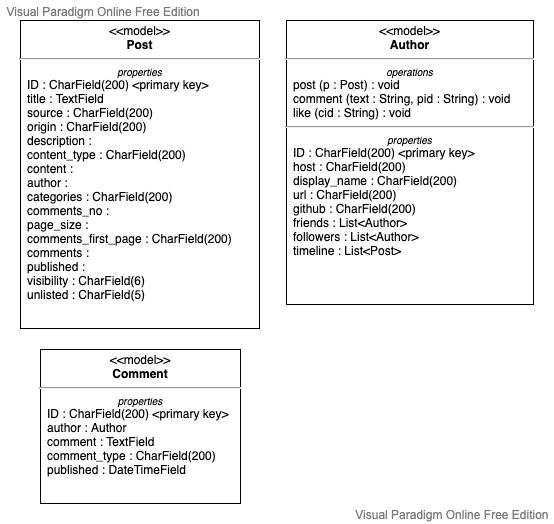 Visual Paradigm Online Free Edition
<<model>>
Post
properties
ID : CharField(200) <primary key>
title : TextField
source : CharField(200)
origin : CharField(200)
description :
content_type : CharField(200)
content :
author :
categories : CharField(200)
comments_no :
page_size :
comments_first_page : CharField(200)
comments :
published :
visibility : CharField(6)
unlisted : CharField(5)
<<model>>
Author
operations
post (p : Post) : void
comment (text : String, pid : String) : void
like (cid : String) : void
properties
ID : CharField(200) <primary key>
host : CharField(200)
display_name : CharField(200)
url : CharField(200)
github : CharField(200)
friends : List<Author>
followers : List<Author>
timeline : List<Post>
<<model>>
Comment
properties
ID : CharField(200) <primary key>
author : Author
comment : TextField
comment_type : CharField(200)
published : DateTimeField
Visual Paradigm Online Free Edition